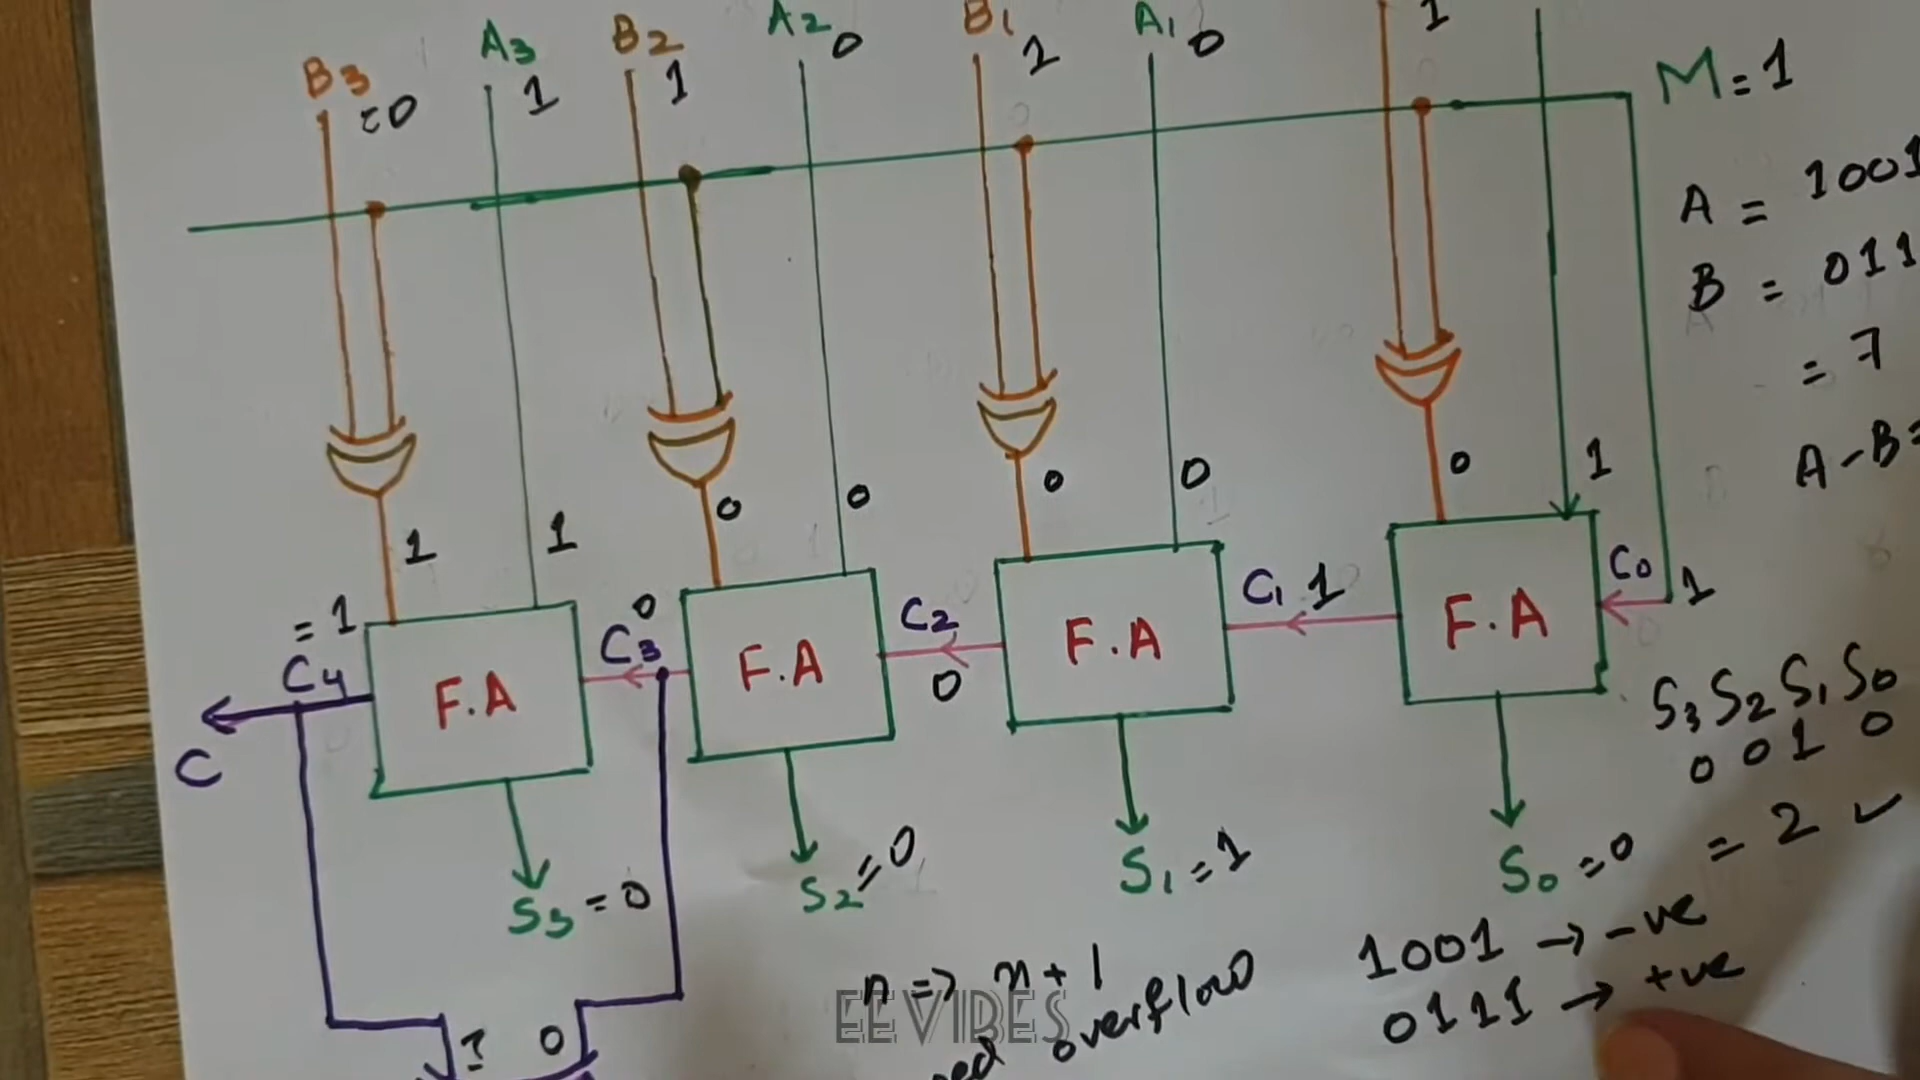 B3 =0
A3 1
B2 1
A2 0
B1 1
A1 0
1
M=1
A = 1001
B = 011
= 7
A-B=
1
1
0
0
0
0
0
1
F.A
F.A
F.A
F.A
=1
C4
C3 0
C2
0
C1 1
C0
1
C
S3 =0
S2 =0
S1 =1
S0 =0
S3 S2 S1 S0
0 0 1 0
= 2 ✓
1001 → -ve
0111 → +ve
n => n+1
overflow
EEVIBES
1
0